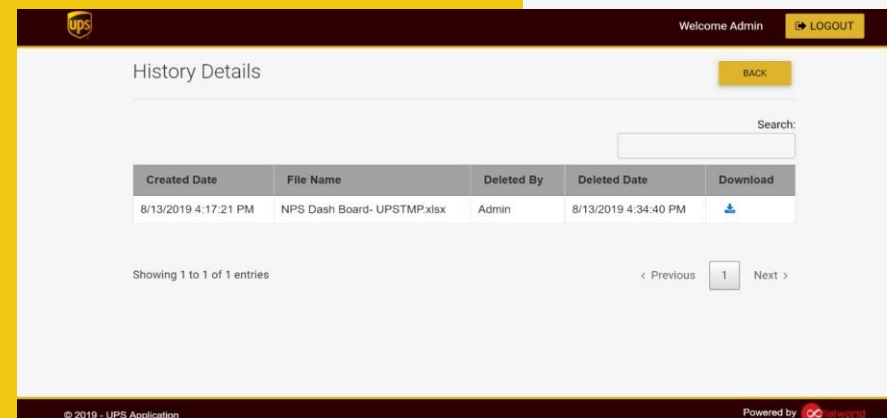 ups
Welcome Admin
LOGOUT
History Details
BACK
Search:
Created Date File Name Deleted By Deleted Date Download
8/13/2019 4:17:21 PM NPS Dash Board- UPSTMP.xlsx Admin 8/13/2019 4:34:40 PM
Showing 1 to 1 of 1 entries
< Previous 1 Next >
© 2019 - UPS Application
Powered by flatworld